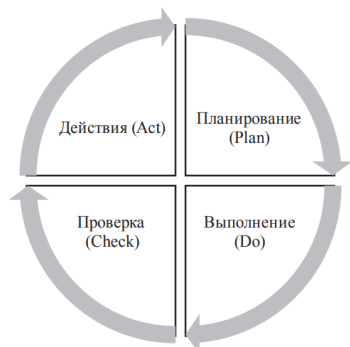 Действия (Act)
Планирование
(Plan)
Проверка
(Check)
Выполнение
(Do)